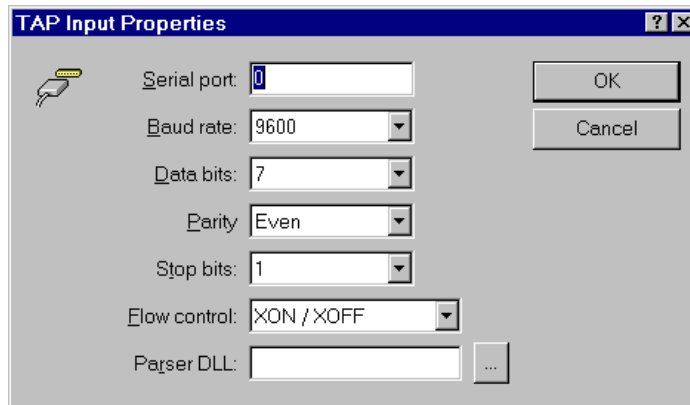 TAP Input Properties
Serial port: 0
OK
Baud rate: 9600
Cancel
Data bits: 7
Parity Even
Stop bits: 1
Flow control: XON / XOFF
Parser DLL: ...